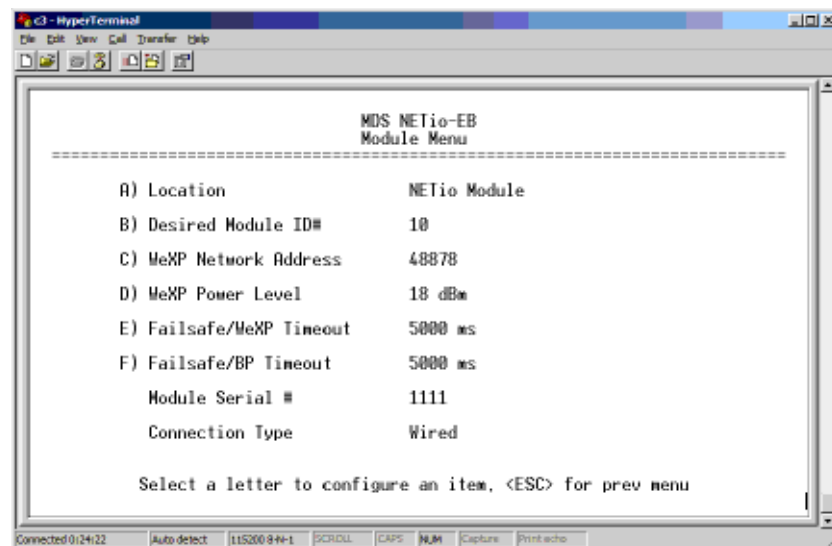 c3 - HyperTerminal
File Edit View Call Transfer Help
MDS NETio-EB
Module Menu
================================================================================
A) Location NETio Module
B) Desired Module ID# 10
C) WeXP Network Address 48878
D) WeXP Power Level 18 dBm
E) Failsafe/WeXP Timeout 5000 ms
F) Failsafe/BP Timeout 5000 ms
Module Serial # 1111
Connection Type Wired
Select a letter to configure an item, <ESC> for prev menu
Connected 0:24:22 Auto detect 115200 8-N-1 SCROLL CAPS NUM Capture Print echo